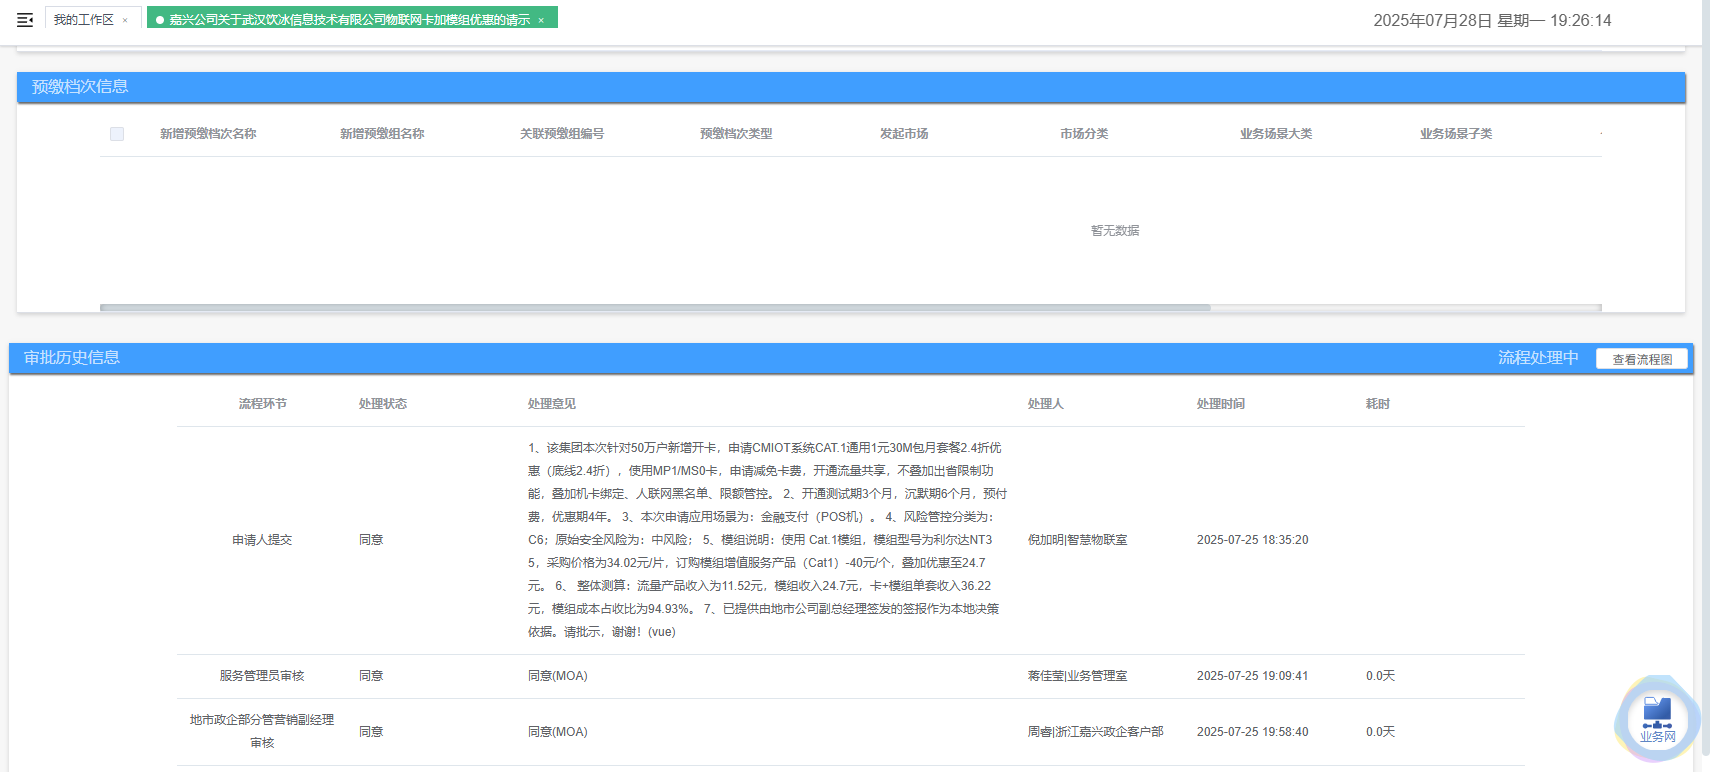 我的工作区 ×
嘉兴公司关于武汉饮冰信息技术有限公司物联网卡加模组优惠的请示 ×
2025年07月28日 星期一 19:26:14
预缴档次信息
新增预缴档次名称 新增预缴组名称 关联预缴组编号 预缴档次类型 发起市场 市场分类 业务场景大类 业务场景子类
暂无数据
审批历史信息
流程处理中 查看流程图
流程环节 处理状态 处理意见 处理人 处理时间 耗时
申请人提交 同意
1、该集团本次针对50万户新增开卡，申请CMIOT系统CAT.1通用1元30M包月套餐2.4折优
惠（底线2.4折），使用MP1/MS0卡，申请减免卡费，开通流量共享，不叠加出省限制功
能，叠加机卡绑定、人联网黑名单、限额管控。 2、开通测试期3个月，沉默期6个月，预付
费，优惠期4年。 3、本次申请应用场景为：金融支付（POS机）。 4、风险管控分类为：
C6；原始安全风险为：中风险； 5、模组说明：使用 Cat.1模组，模组型号为利尔达NT3
5，采购价格为34.02元/片，订购模组增值服务产品（Cat1）-40元/个，叠加优惠至24.7
元。 6、 整体测算：流量产品收入为11.52元，模组收入24.7元，卡+模组单套收入36.22
元，模组成本占收比为94.93%。 7、已提供由地市公司副总经理签发的签报作为本地决策
依据。请批示，谢谢！(vue)
倪加明|智慧物联室 2025-07-25 18:35:20
服务管理员审核 同意 同意(MOA) 蒋佳莹|业务管理室 2025-07-25 19:09:41 0.0天
地市政企部分管营销副经理
审核
同意 同意(MOA) 周睿|浙江嘉兴政企客户部 2025-07-25 19:58:40 0.0天
业务网